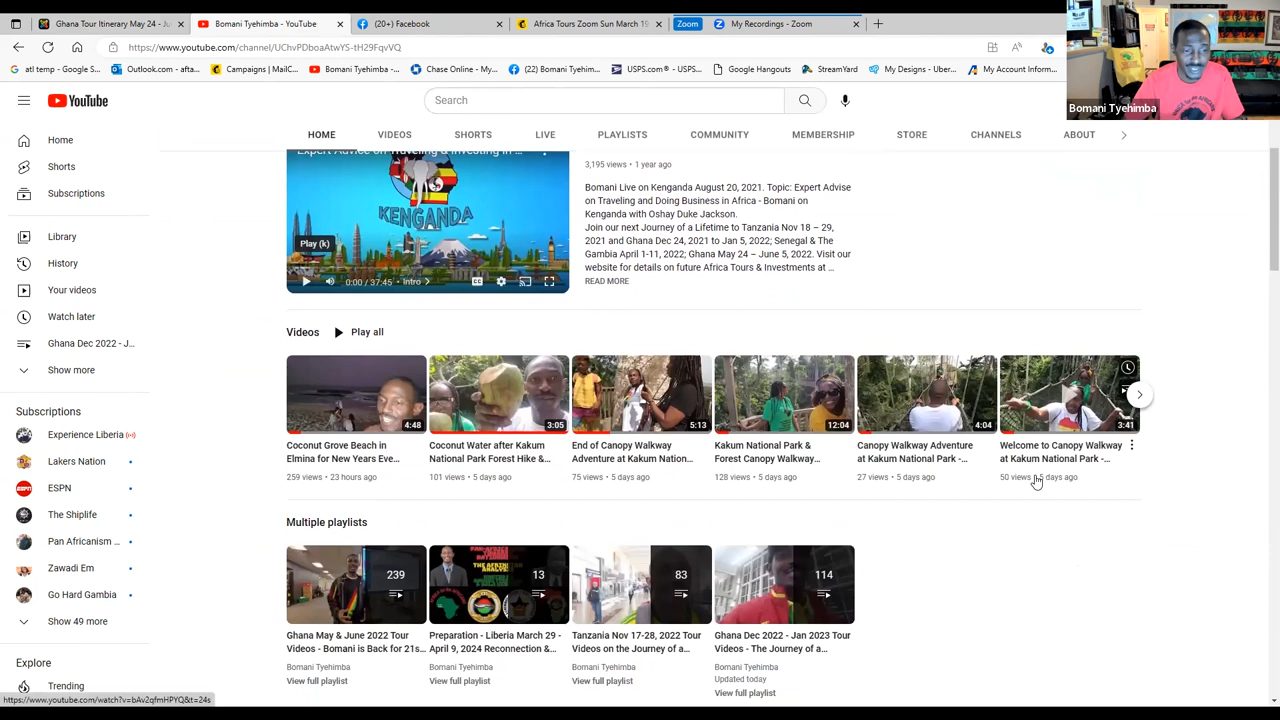 Ghana Tour Itinerary May 24 - Ju
Bomani Tyehimba - YouTube
(20+) Facebook
Africa Tours Zoom Sun March 19
Zoom
My Recordings - Zoom
https://www.youtube.com/channel/UChvPDboaAtwYS-tH29FqvVQ
atl temp - Google S...
Outlook.com - afta...
Campaigns | MailC...
Bomani Tyehimba -...
Chase Online - My...
(2) Bomani Tyehim...
USPS.com® - USPS...
Google Hangouts
StreamYard
My Designs - Uber...
My Account Inform...
Bomani Tyehimba
YouTube
Search
HOME
VIDEOS
SHORTS
LIVE
PLAYLISTS
COMMUNITY
MEMBERSHIP
STORE
CHANNELS
ABOUT
Home
Shorts
Subscriptions
Library
History
Your videos
Watch later
Ghana Dec 2022 - J...
Show more
Subscriptions
Experience Liberia
Lakers Nation
ESPN
The Shiplife
Pan Africanism ...
Zawadi Em
Go Hard Gambia
Show 49 more
Explore
Trending
https://www.youtube.com/watch?v=bAv2qfmHPYQ&t=24s
Expert Advice on Traveling & Investing in ...
KENGANDA
Play (k)
0:00 / 37:45 • Intro
3,195 views • 1 year ago
Bomani Live on Kenganda August 20, 2021. Topic: Expert Advise
on Traveling and Doing Business in Africa - Bomani on
Kenganda with Oshay Duke Jackson.
Join our next Journey of a Lifetime to Tanzania Nov 18 – 29,
2021 and Ghana Dec 24, 2021 to Jan 5, 2022; Senegal & The
Gambia April 1-11, 2022; Ghana May 24 – June 5, 2022. Visit our
website for details on future Africa Tours & Investments at ...
READ MORE
Videos
Play all
4:48
3:05
5:13
12:04
4:04
3:41
Coconut Grove Beach in
Elmina for New Years Eve...
259 views • 23 hours ago
Coconut Water after Kakum
National Park Forest Hike &...
101 views • 5 days ago
End of Canopy Walkway
Adventure at Kakum Nation...
75 views • 5 days ago
Kakum National Park &
Forest Canopy Walkway...
128 views • 5 days ago
Canopy Walkway Adventure
at Kakum National Park -...
27 views • 5 days ago
Welcome to Canopy Walkway
at Kakum National Park -...
50 views • 5 days ago
Multiple playlists
239
13
83
114
Ghana May & June 2022 Tour
Videos - Bomani is Back for 21s...
Bomani Tyehimba
View full playlist
Preparation - Liberia March 29 -
April 9, 2024 Reconnection &...
Bomani Tyehimba
View full playlist
Tanzania Nov 17-28, 2022 Tour
Videos on the Journey of a...
Bomani Tyehimba
View full playlist
Ghana Dec 2022 - Jan 2023 Tour
Videos - The Journey of a...
Bomani Tyehimba
Updated today
View full playlist